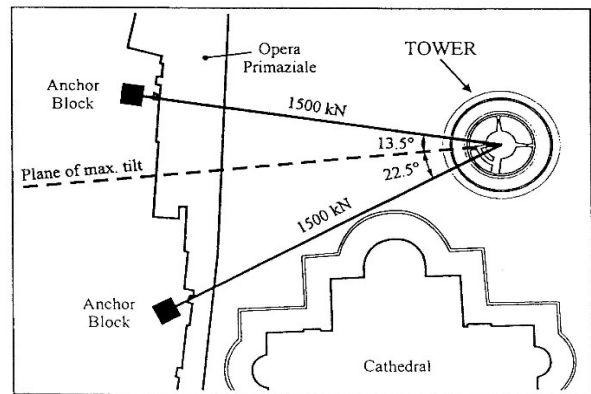 Opera
Primaziale
TOWER
Anchor
Block
1500 kN
13.5°
Plane of max. tilt
22.5°
1500 kN
Anchor
Block
Cathedral